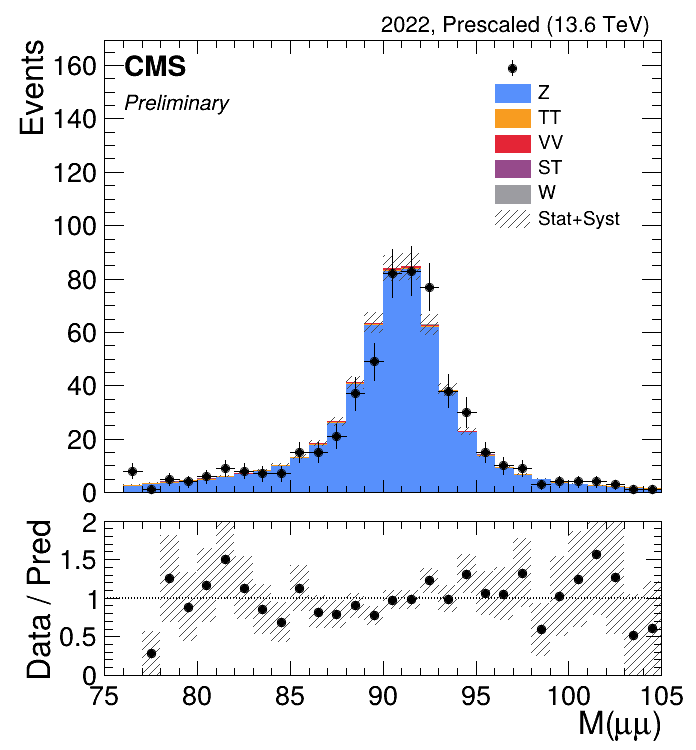 2022, Prescaled (13.6 TeV)
Events
160
140
120
100
80
60
40
20
0
CMS
Preliminary
Z
TT
VV
ST
W
Stat+Syst
Data / Pred
2
1.5
1
0.5
0
75 80 85 90 95 100 105
M(μμ)